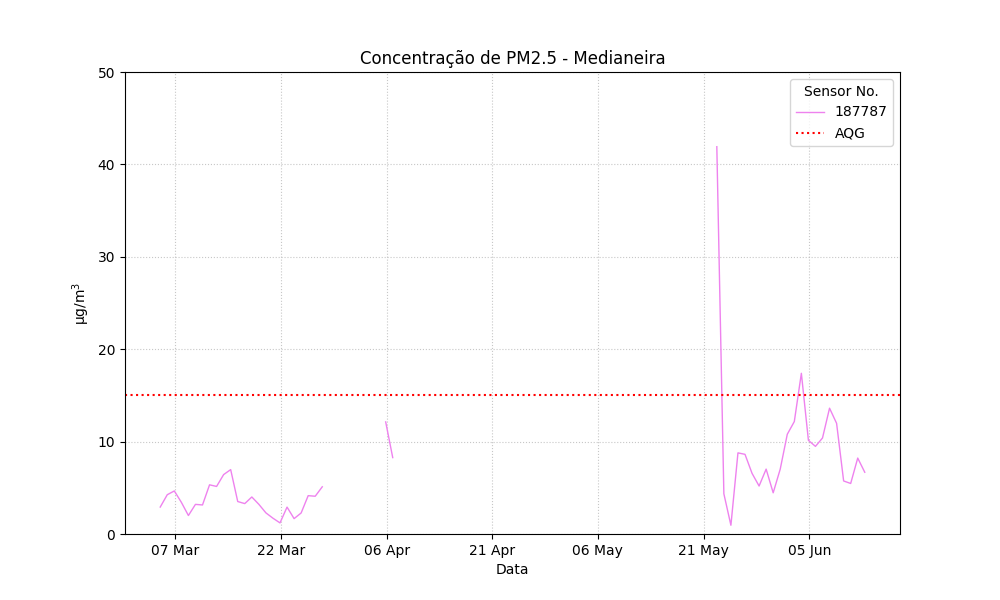 Concentração de PM2.5 - Medianeira
50
40
30
20
10
0
µg/m³
Sensor No.
187787
AQG
07 Mar
22 Mar
06 Apr
21 Apr
06 May
21 May
05 Jun
Data